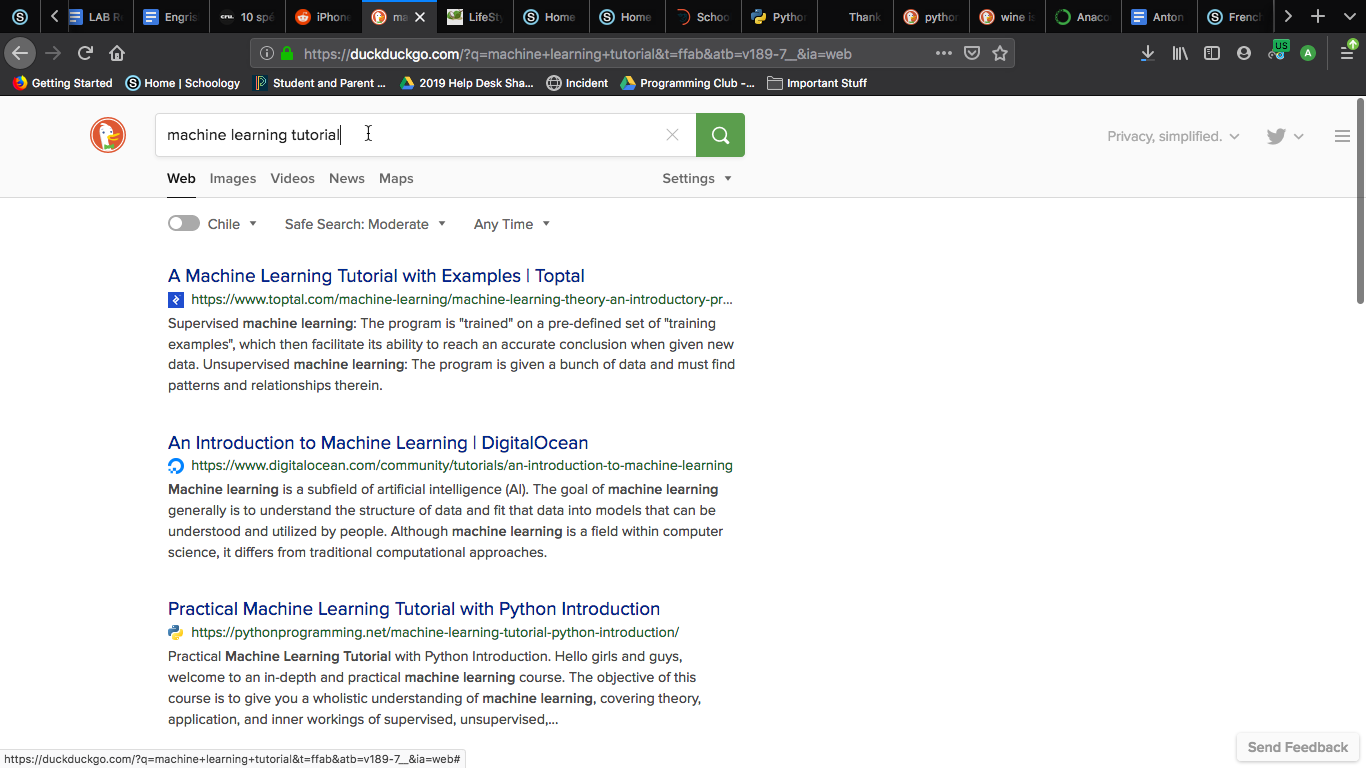 LAB Re
Engris
cnu.
10 spé
iPhone
ma
LifeSty
Home
Home
Schoo
Python
Thank
python
wine is
Anaco
Anton
French
https://duckduckgo.com/?q=machine+learning+tutorial&t=ffab&atb=v189-7__&ia=web
US
A
Getting Started
Home | Schoology
Student and Parent ...
2019 Help Desk Sha...
Incident
Programming Club -...
Important Stuff
machine learning tutorial
Privacy, simplified.
Web Images Videos News Maps Settings
Chile Safe Search: Moderate Any Time
A Machine Learning Tutorial with Examples | Toptal
https://www.toptal.com/machine-learning/machine-learning-theory-an-introductory-pr...
Supervised machine learning: The program is "trained" on a pre-defined set of "training
examples", which then facilitate its ability to reach an accurate conclusion when given new
data. Unsupervised machine learning: The program is given a bunch of data and must find
patterns and relationships therein.
An Introduction to Machine Learning | DigitalOcean
https://www.digitalocean.com/community/tutorials/an-introduction-to-machine-learning
Machine learning is a subfield of artificial intelligence (AI). The goal of machine learning
generally is to understand the structure of data and fit that data into models that can be
understood and utilized by people. Although machine learning is a field within computer
science, it differs from traditional computational approaches.
Practical Machine Learning Tutorial with Python Introduction
https://pythonprogramming.net/machine-learning-tutorial-python-introduction/
Practical Machine Learning Tutorial with Python Introduction. Hello girls and guys,
welcome to an in-depth and practical machine learning course. The objective of this
course is to give you a wholistic understanding of machine learning, covering theory,
application, and inner workings of supervised, unsupervised,...
Send Feedback
https://duckduckgo.com/?q=machine+learning+tutorial&t=ffab&atb=v189-7__&ia=web#